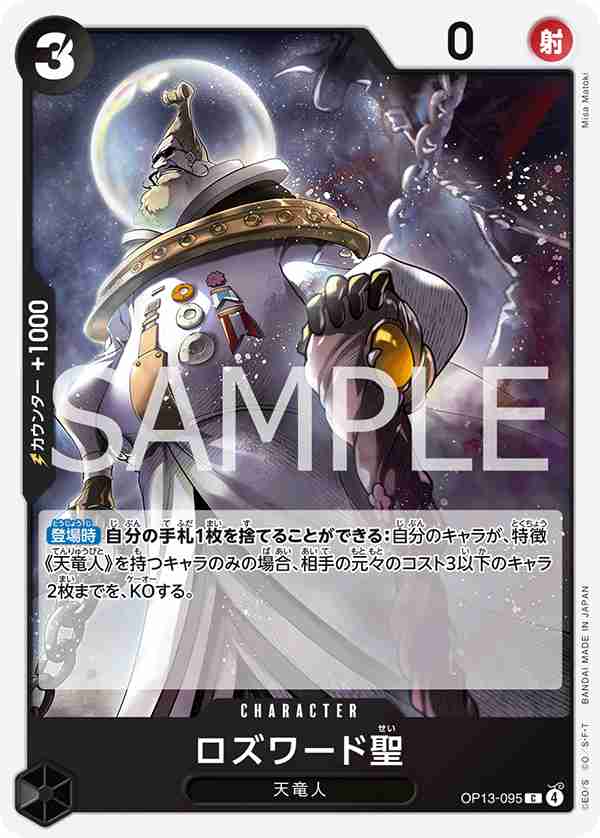 3
0
射
Misa Matoki
カウンター +1000
SAMPLE
登場時 自分の手札1枚を捨てることができる：自分のキャラが、特徴
《天竜人》を持つキャラのみの場合、相手の元々のコスト3以下のキャラ
2枚までを、KOする。
CHARACTER
ロズワード聖
天竜人
OP13-095 C 4
©E.O/S ©O／S・F・T BANDAI MADE IN JAPAN